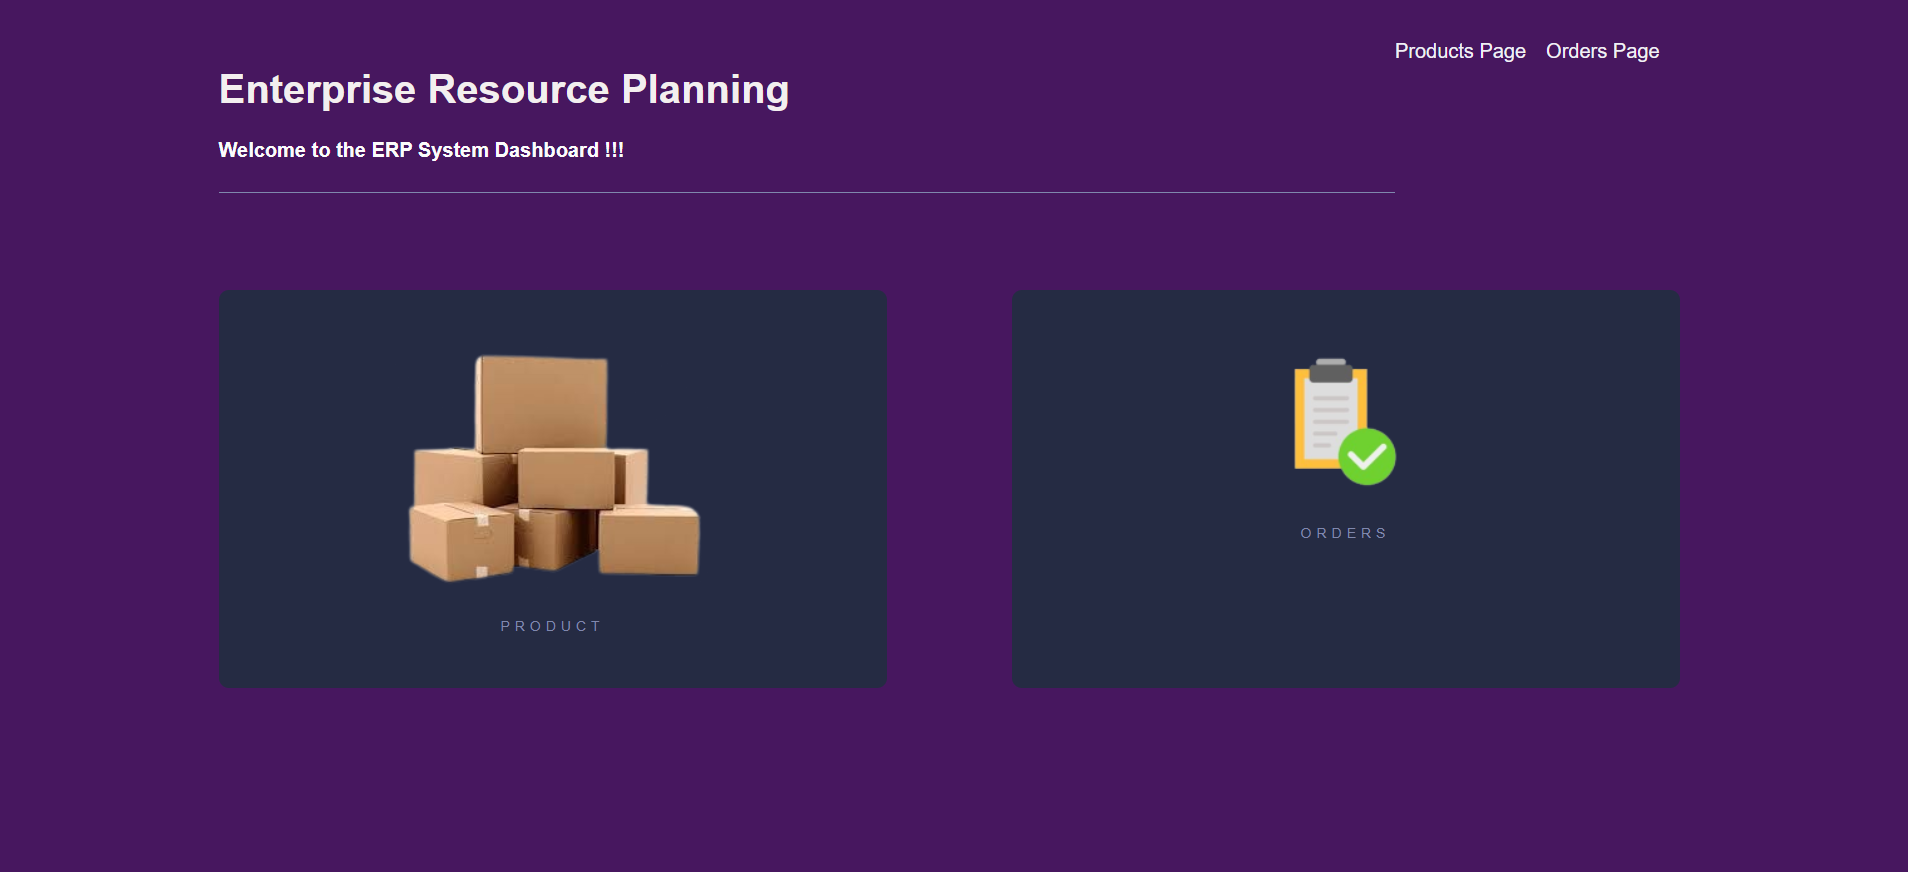 Products Page Orders Page
Enterprise Resource Planning
Welcome to the ERP System Dashboard !!!
PRODUCT
ORDERS